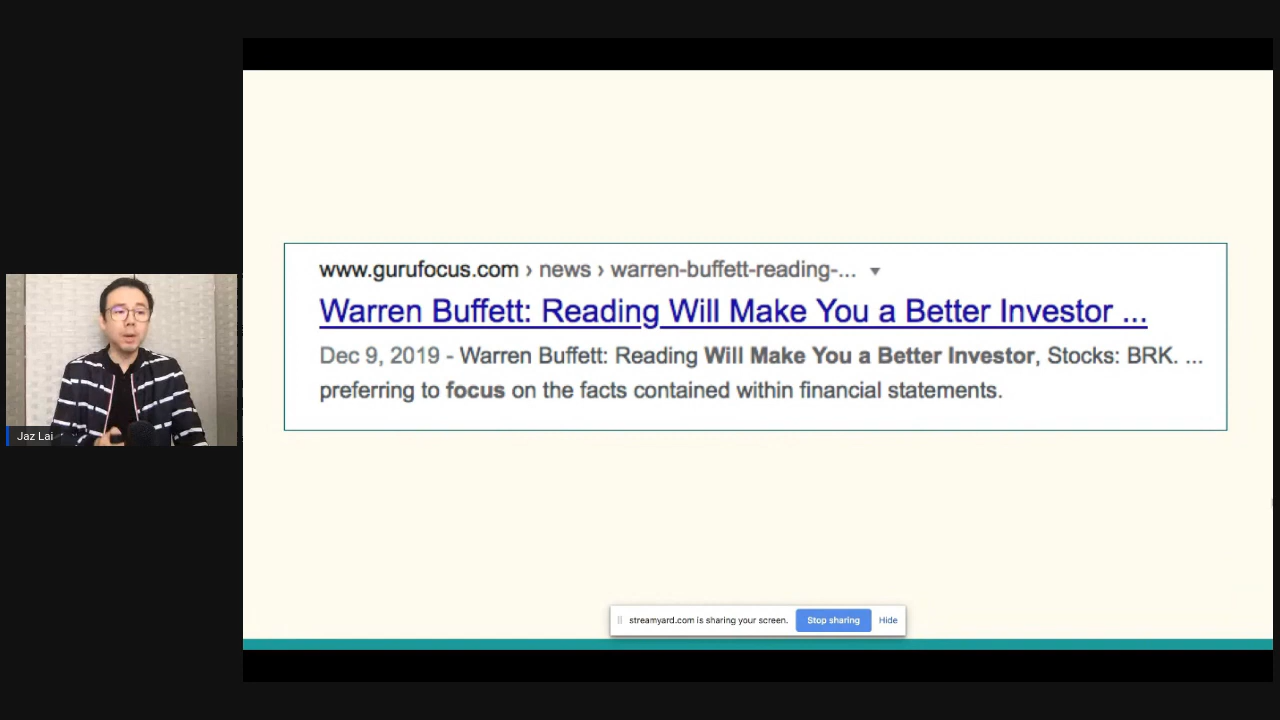 www.gurufocus.com › news › warren-buffett-reading-...
Warren Buffett: Reading Will Make You a Better Investor ...
Dec 9, 2019 - Warren Buffett: Reading Will Make You a Better Investor, Stocks: BRK. ...
preferring to focus on the facts contained within financial statements.
Jaz Lai
streamyard.com is sharing your screen. Stop sharing Hide